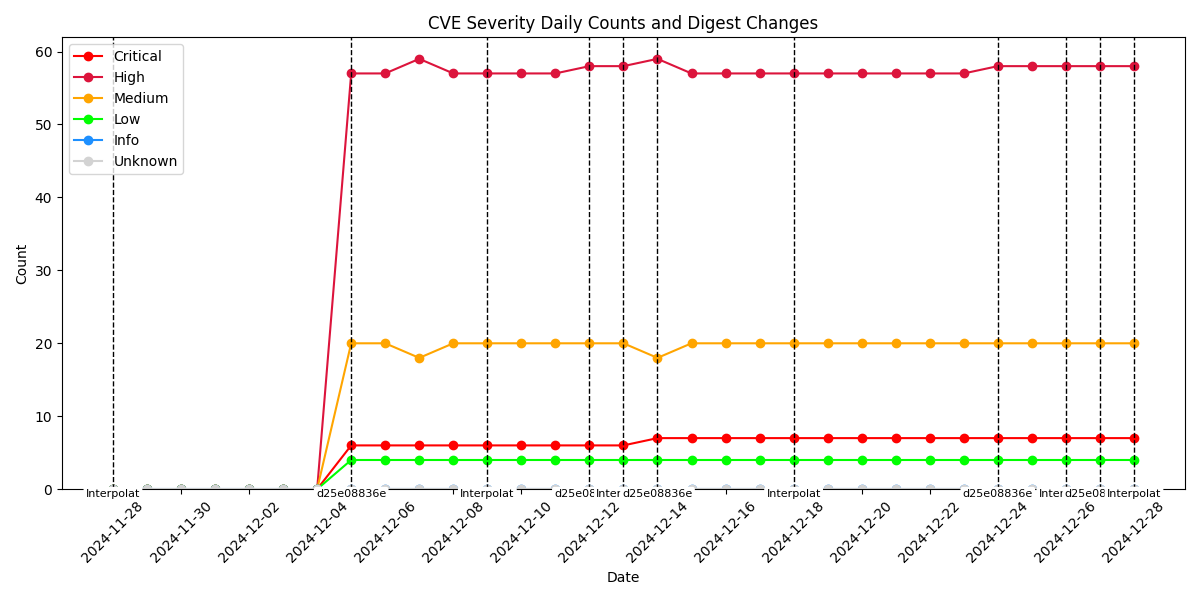 CVE Severity Daily Counts and Digest Changes
Critical
High
Medium
Low
Info
Unknown
Count
60
50
40
30
20
10
0
Interpolat
d25e08836e
Interpolat
d25e08
Inter
d25e08836e
Interpolat
d25e08836e
Inter
d25e08
Interpolat
2024-11-28
2024-11-30
2024-12-02
2024-12-04
2024-12-06
2024-12-08
2024-12-10
2024-12-12
2024-12-14
2024-12-16
2024-12-18
2024-12-20
2024-12-22
2024-12-24
2024-12-26
2024-12-28
Date